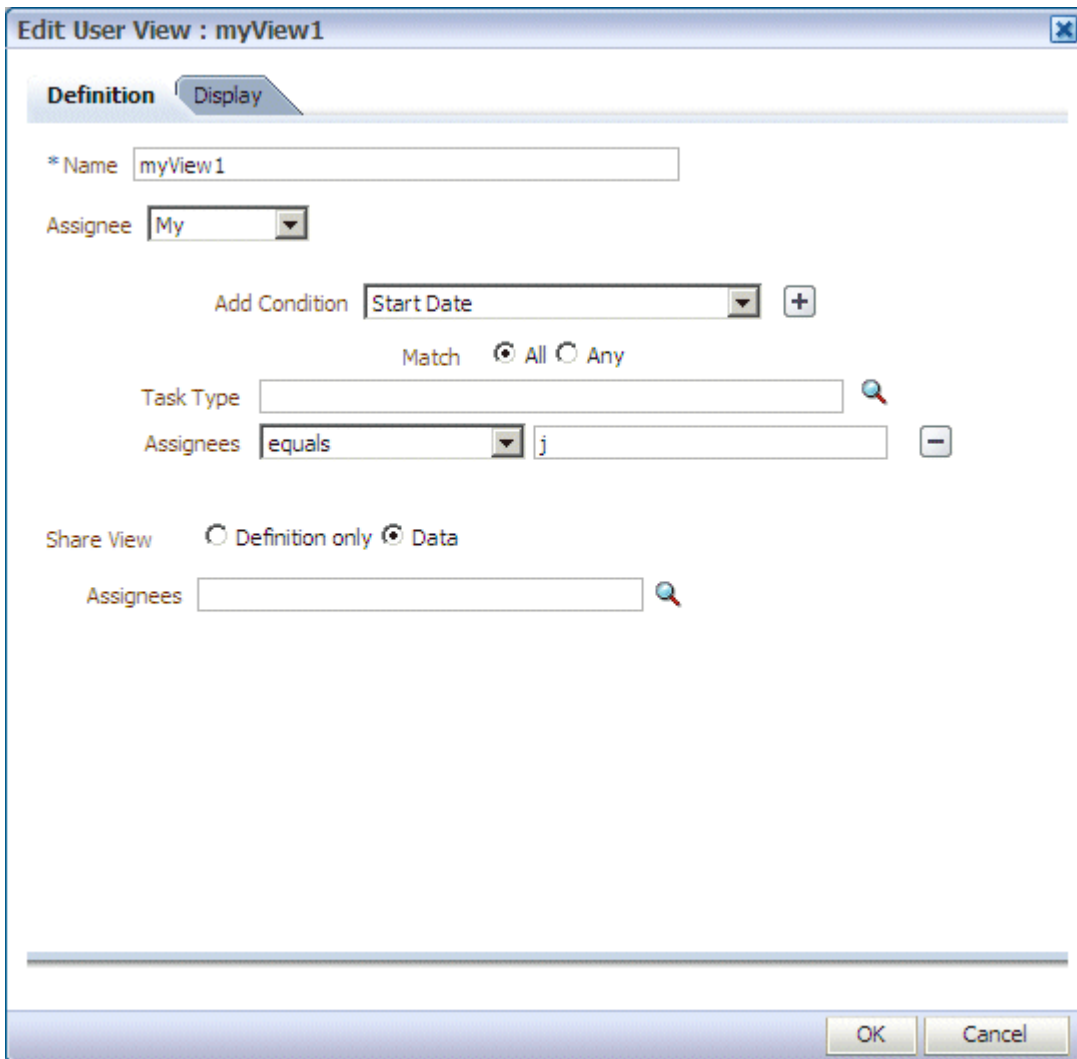 Edit User View : myView1
Definition Display
* Name myView1
Assignee My
Add Condition Start Date
Match All Any
Task Type
Assignees equals j
Share View Definition only Data
Assignees
OK Cancel